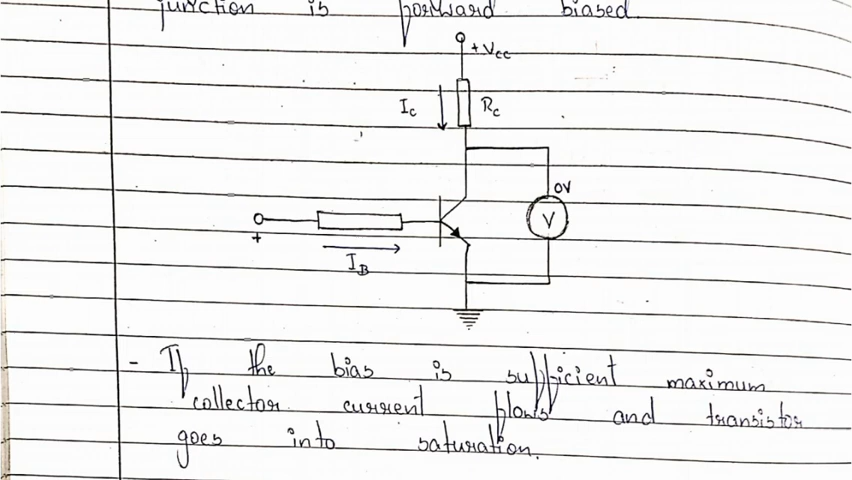 junction is forward biased.
+Vcc
Ic
Rc
0V
V
+
IB
- If the bias is sufficient maximum
collector current flows and transistor
goes into saturation.